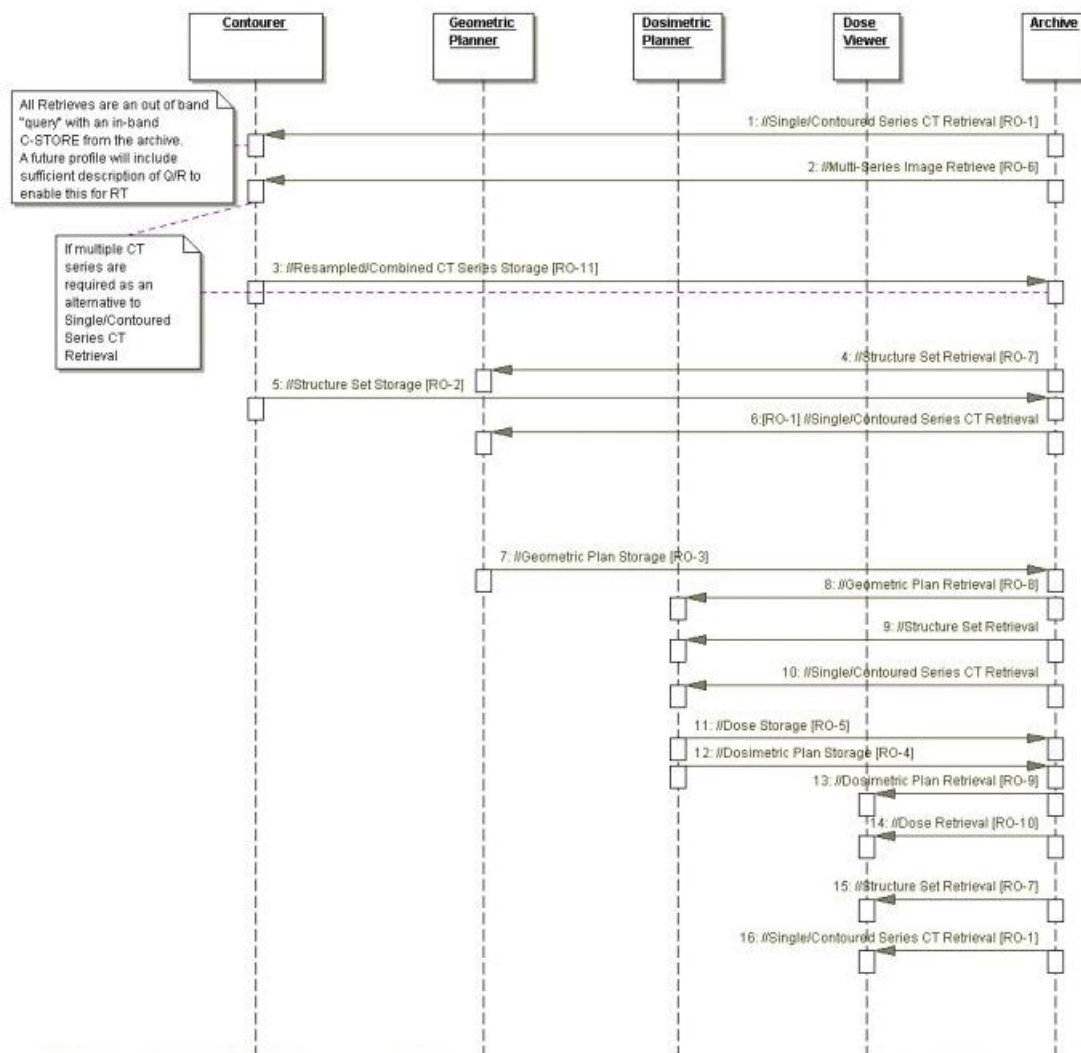 Contourer
Geometric
Planner
Dosimetric
Planner
Dose
Viewer
Archive
All Retrieves are an out of band
"query" with an in-band
C-STORE from the archive.
A future profile will include
sufficient description of Q/R to
enable this for RT
1: //Single/Contoured Series CT Retrieval [RO-1]
2: //Multi-Series Image Retrieve [RO-6]
If multiple CT
series are
required as an
alternative to
Single/Contoured
Series CT
Retrieval
3: //Resampled/Combined CT Series Storage [RO-11]
4: //Structure Set Retrieval [RO-7]
5: //Structure Set Storage [RO-2]
6:[RO-1] //Single/Contoured Series CT Retrieval
7: //Geometric Plan Storage [RO-3]
8: //Geometric Plan Retrieval [RO-8]
9: //Structure Set Retrieval
10: //Single/Contoured Series CT Retrieval
11: //Dose Storage [RO-5]
12: //Dosimetric Plan Storage [RO-4]
13: //Dosimetric Plan Retrieval [RO-9]
14: //Dose Retrieval [RO-10]
15: //Structure Set Retrieval [RO-7]
16: //Single/Contoured Series CT Retrieval [RO-1]